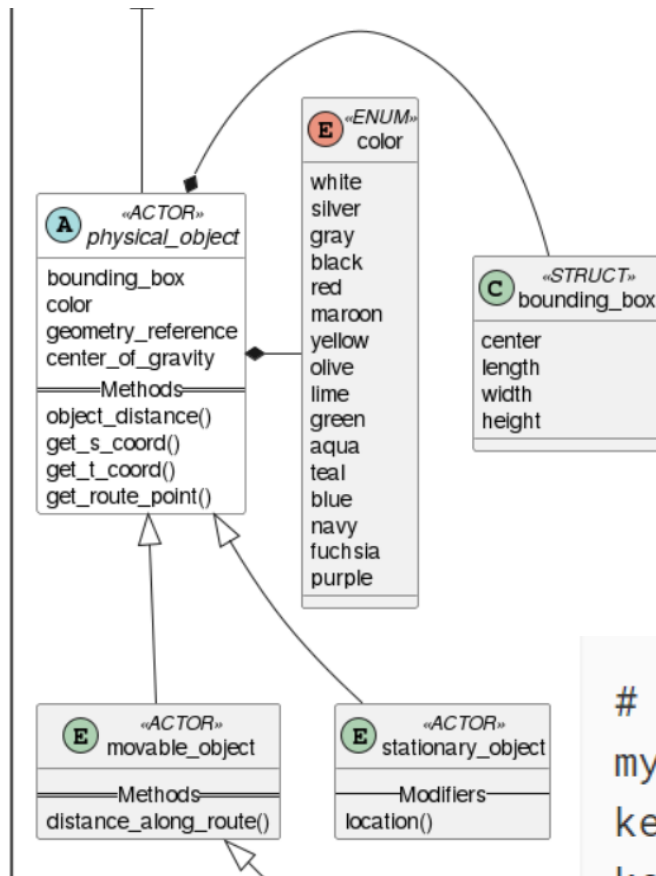 A
«ACTOR»
physical_object
bounding_box
color
geometry_reference
center_of_gravity
Methods
object_distance()
get_s_coord()
get_t_coord()
get_route_point()
E
«ENUM»
color
white
silver
gray
black
red
maroon
yellow
olive
lime
green
aqua
teal
blue
navy
fuchsia
purple
C
«STRUCT»
bounding_box
center
length
width
height
E
«ACTOR»
movable_object
Methods
distance_along_route()
E
«ACTOR»
stationary_object
Modifiers
location()
#
my
ke